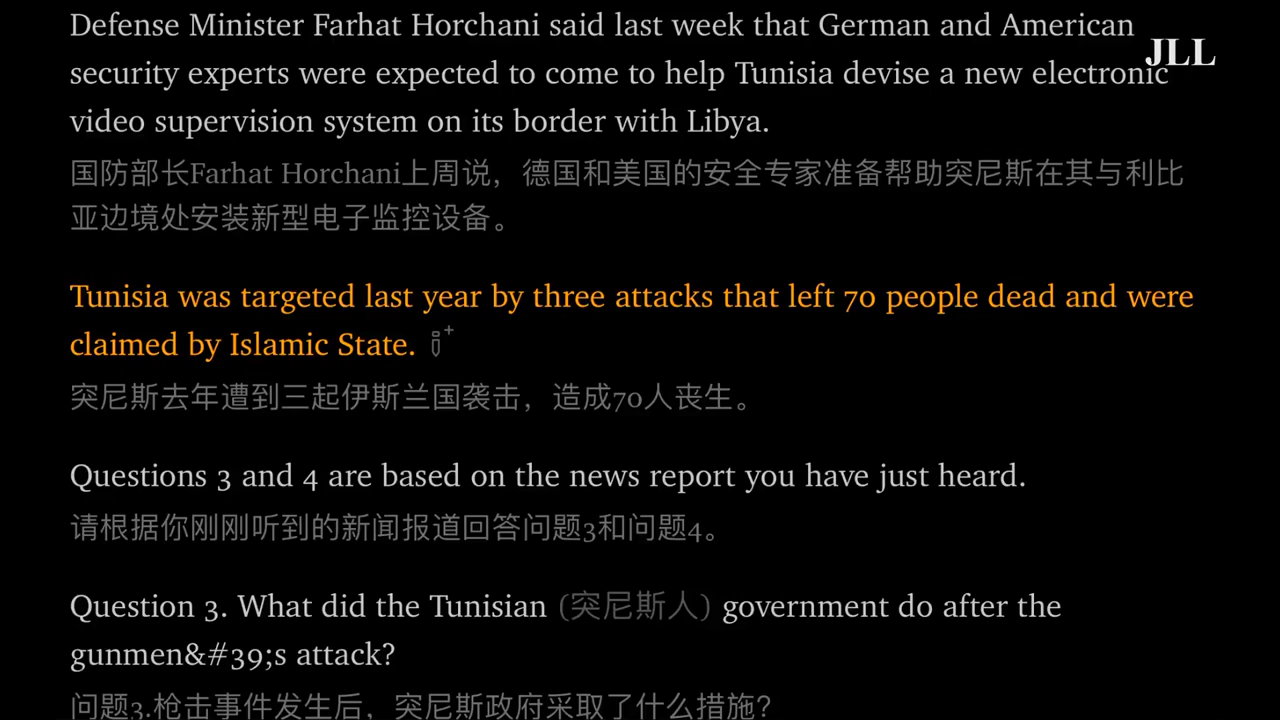 Defense Minister Farhat Horchani said last week that German and American
JLL
security experts were expected to come to help Tunisia devise a new electronic
video supervision system on its border with Libya.
国防部长Farhat Horchani上周说，德国和美国的安全专家准备帮助突尼斯在其与利比
亚边境处安装新型电子监控设备。
Tunisia was targeted last year by three attacks that left 70 people dead and were
claimed by Islamic State.
突尼斯去年遭到三起伊斯兰国袭击，造成70人丧生。
Questions 3 and 4 are based on the news report you have just heard.
请根据你刚刚听到的新闻报道回答问题3和问题4。
Question 3. What did the Tunisian (突尼斯人) government do after the
gunmen&#39;s attack?
问题3.枪击事件发生后，突尼斯政府采取了什么措施?